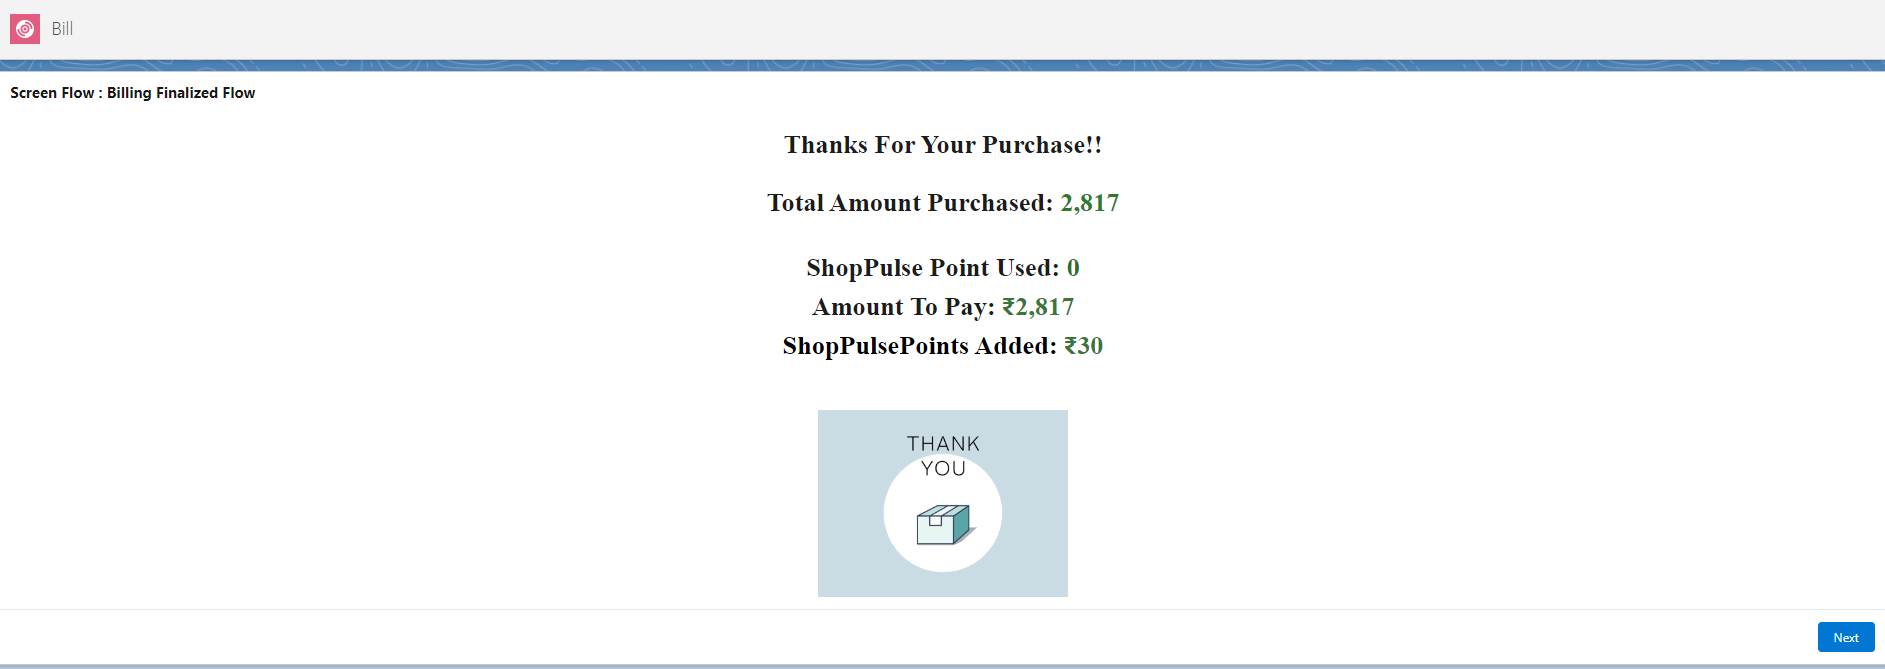 Bill
Screen Flow : Billing Finalized Flow
Thanks For Your Purchase!!
Total Amount Purchased: 2,817
ShopPulse Point Used: 0
Amount To Pay: ₹2,817
ShopPulsePoints Added: ₹30
THANK
YOU
Next